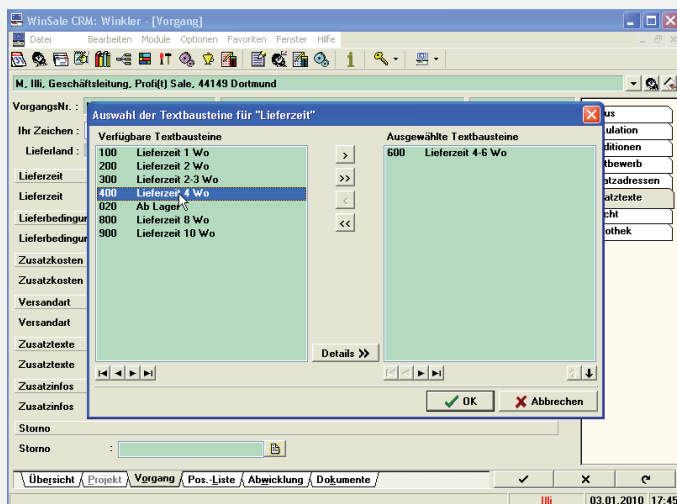 WinSale CRM: Winkler - [Vorgang]
Datei Bearbeiten Module Optionen Favoriten Fenster Hilfe
M, Illi, Geschäftsleitung, Profi(t) Sale, 44149 Dortmund
VorgangsNr. :
Ihr Zeichen :
Lieferland :
Lieferzeit
Lieferzeit
Lieferbedingur
Lieferbedingur
Zusatzkosten
Zusatzkosten
Versandart
Versandart
Zusatztexte
Zusatztexte
Zusatzinfos
Zusatzinfos
Storno
Storno :
Auswahl der Textbausteine für "Lieferzeit"
Verfügbare Textbausteine
100 Lieferzeit 1 Wo
200 Lieferzeit 2 Wo
300 Lieferzeit 2-3 Wo
400 Lieferzeit 4 Wo
020 Ab Lager
800 Lieferzeit 8 Wo
900 Lieferzeit 10 Wo
>
>>
<
<<
Details >>
Ausgewählte Textbausteine
600 Lieferzeit 4-6 Wo
OK Abbrechen
us
ulation
ditionen
tbewerb
atzadressen
atztexte
cht
othek
Übersicht Projekt Vorgang Pos.-Liste Abwicklung Dokumente
Illi 03.01.2010 17:45